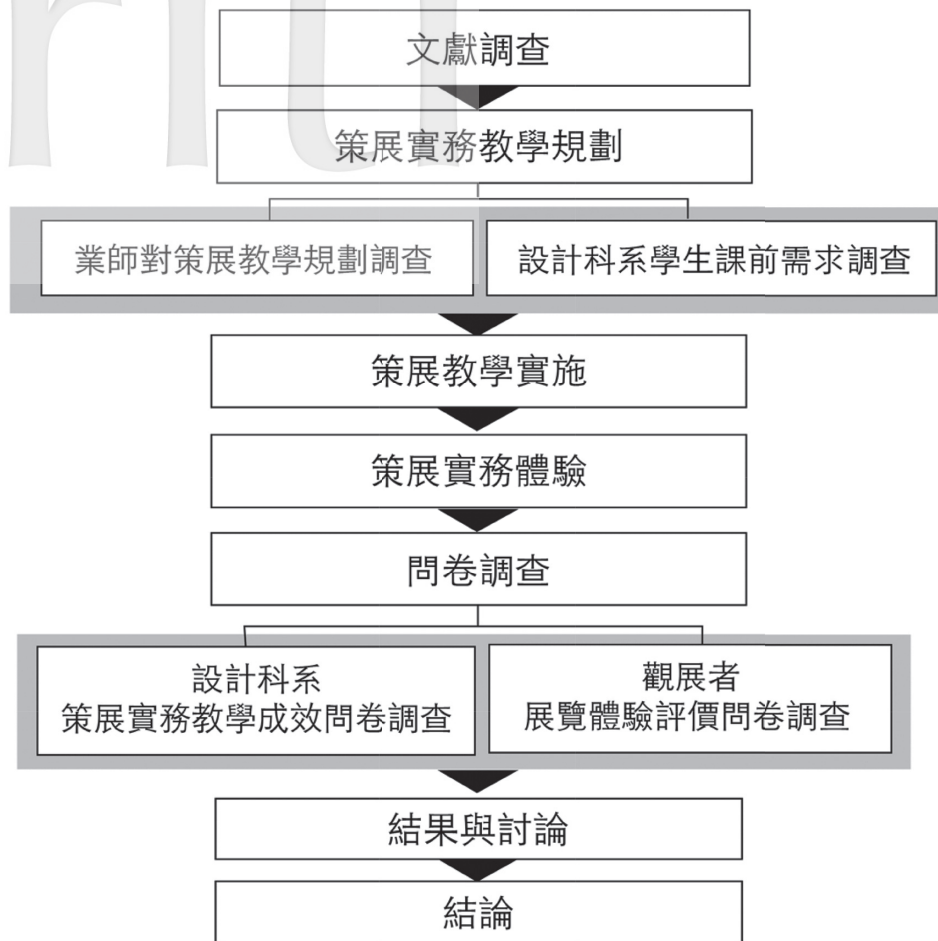 文獻調查
策展實務教學規劃
業師對策展教學規劃調查
設計科系學生課前需求調查
策展教學實施
策展實務體驗
問卷調查
設計科系
策展實務教學成效問卷調查
觀展者
展覽體驗評價問卷調查
結果與討論
結論